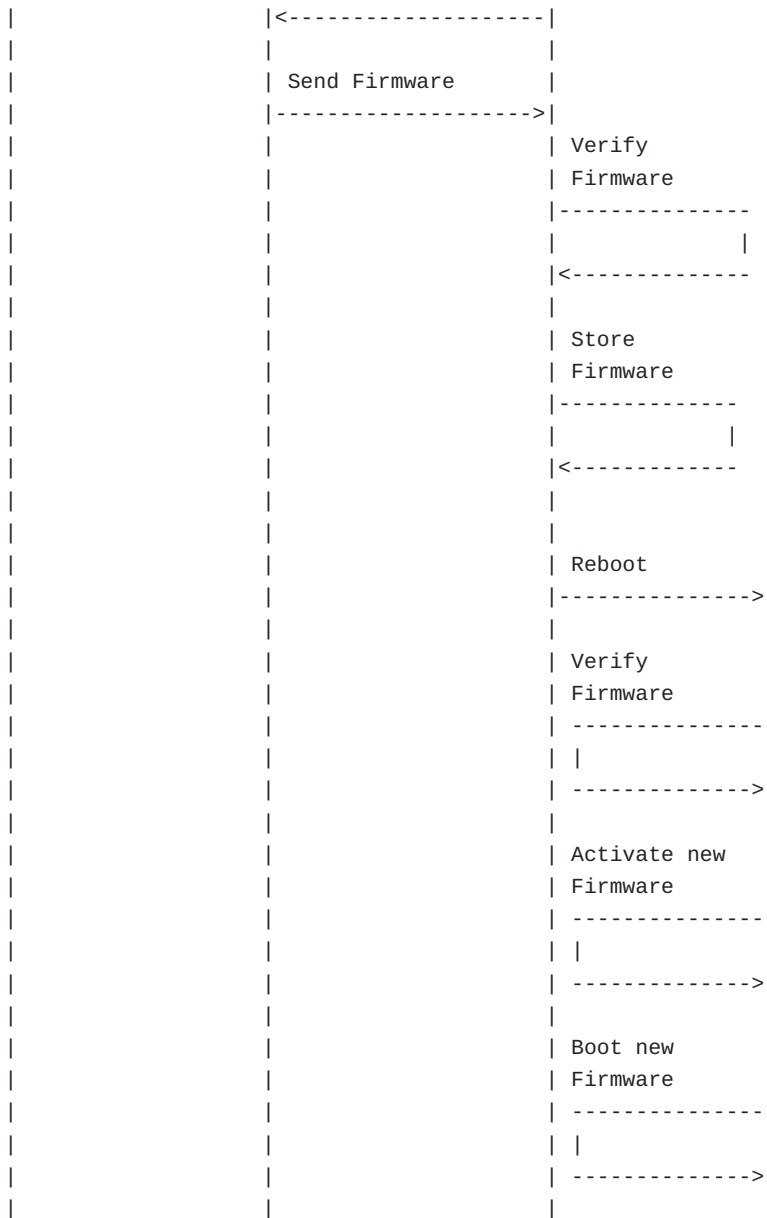 |                   |<--------------------|
|                   |                     |
|                   | Send Firmware       |
|                   |-------------------->|
|                   |                     | Verify
|                   |                     | Firmware
|                   |                     |---------------
|                   |                     |              |
|                   |                     |<--------------
|                   |                     |
|                   |                     | Store
|                   |                     | Firmware
|                   |                     |--------------
|                   |                     |             |
|                   |                     |<-------------
|                   |                     |
|                   |                     |
|                   |                     | Reboot
|                   |                     |--------------->
|                   |                     |
|                   |                     | Verify
|                   |                     | Firmware
|                   |                     | ---------------
|                   |                     | |
|                   |                     | -------------->
|                   |                     |
|                   |                     | Activate new
|                   |                     | Firmware
|                   |                     | ---------------
|                   |                     | |
|                   |                     | -------------->
|                   |                     |
|                   |                     | Boot new
|                   |                     | Firmware
|                   |                     | ---------------
|                   |                     | |
|                   |                     | -------------->
|                   |                     |